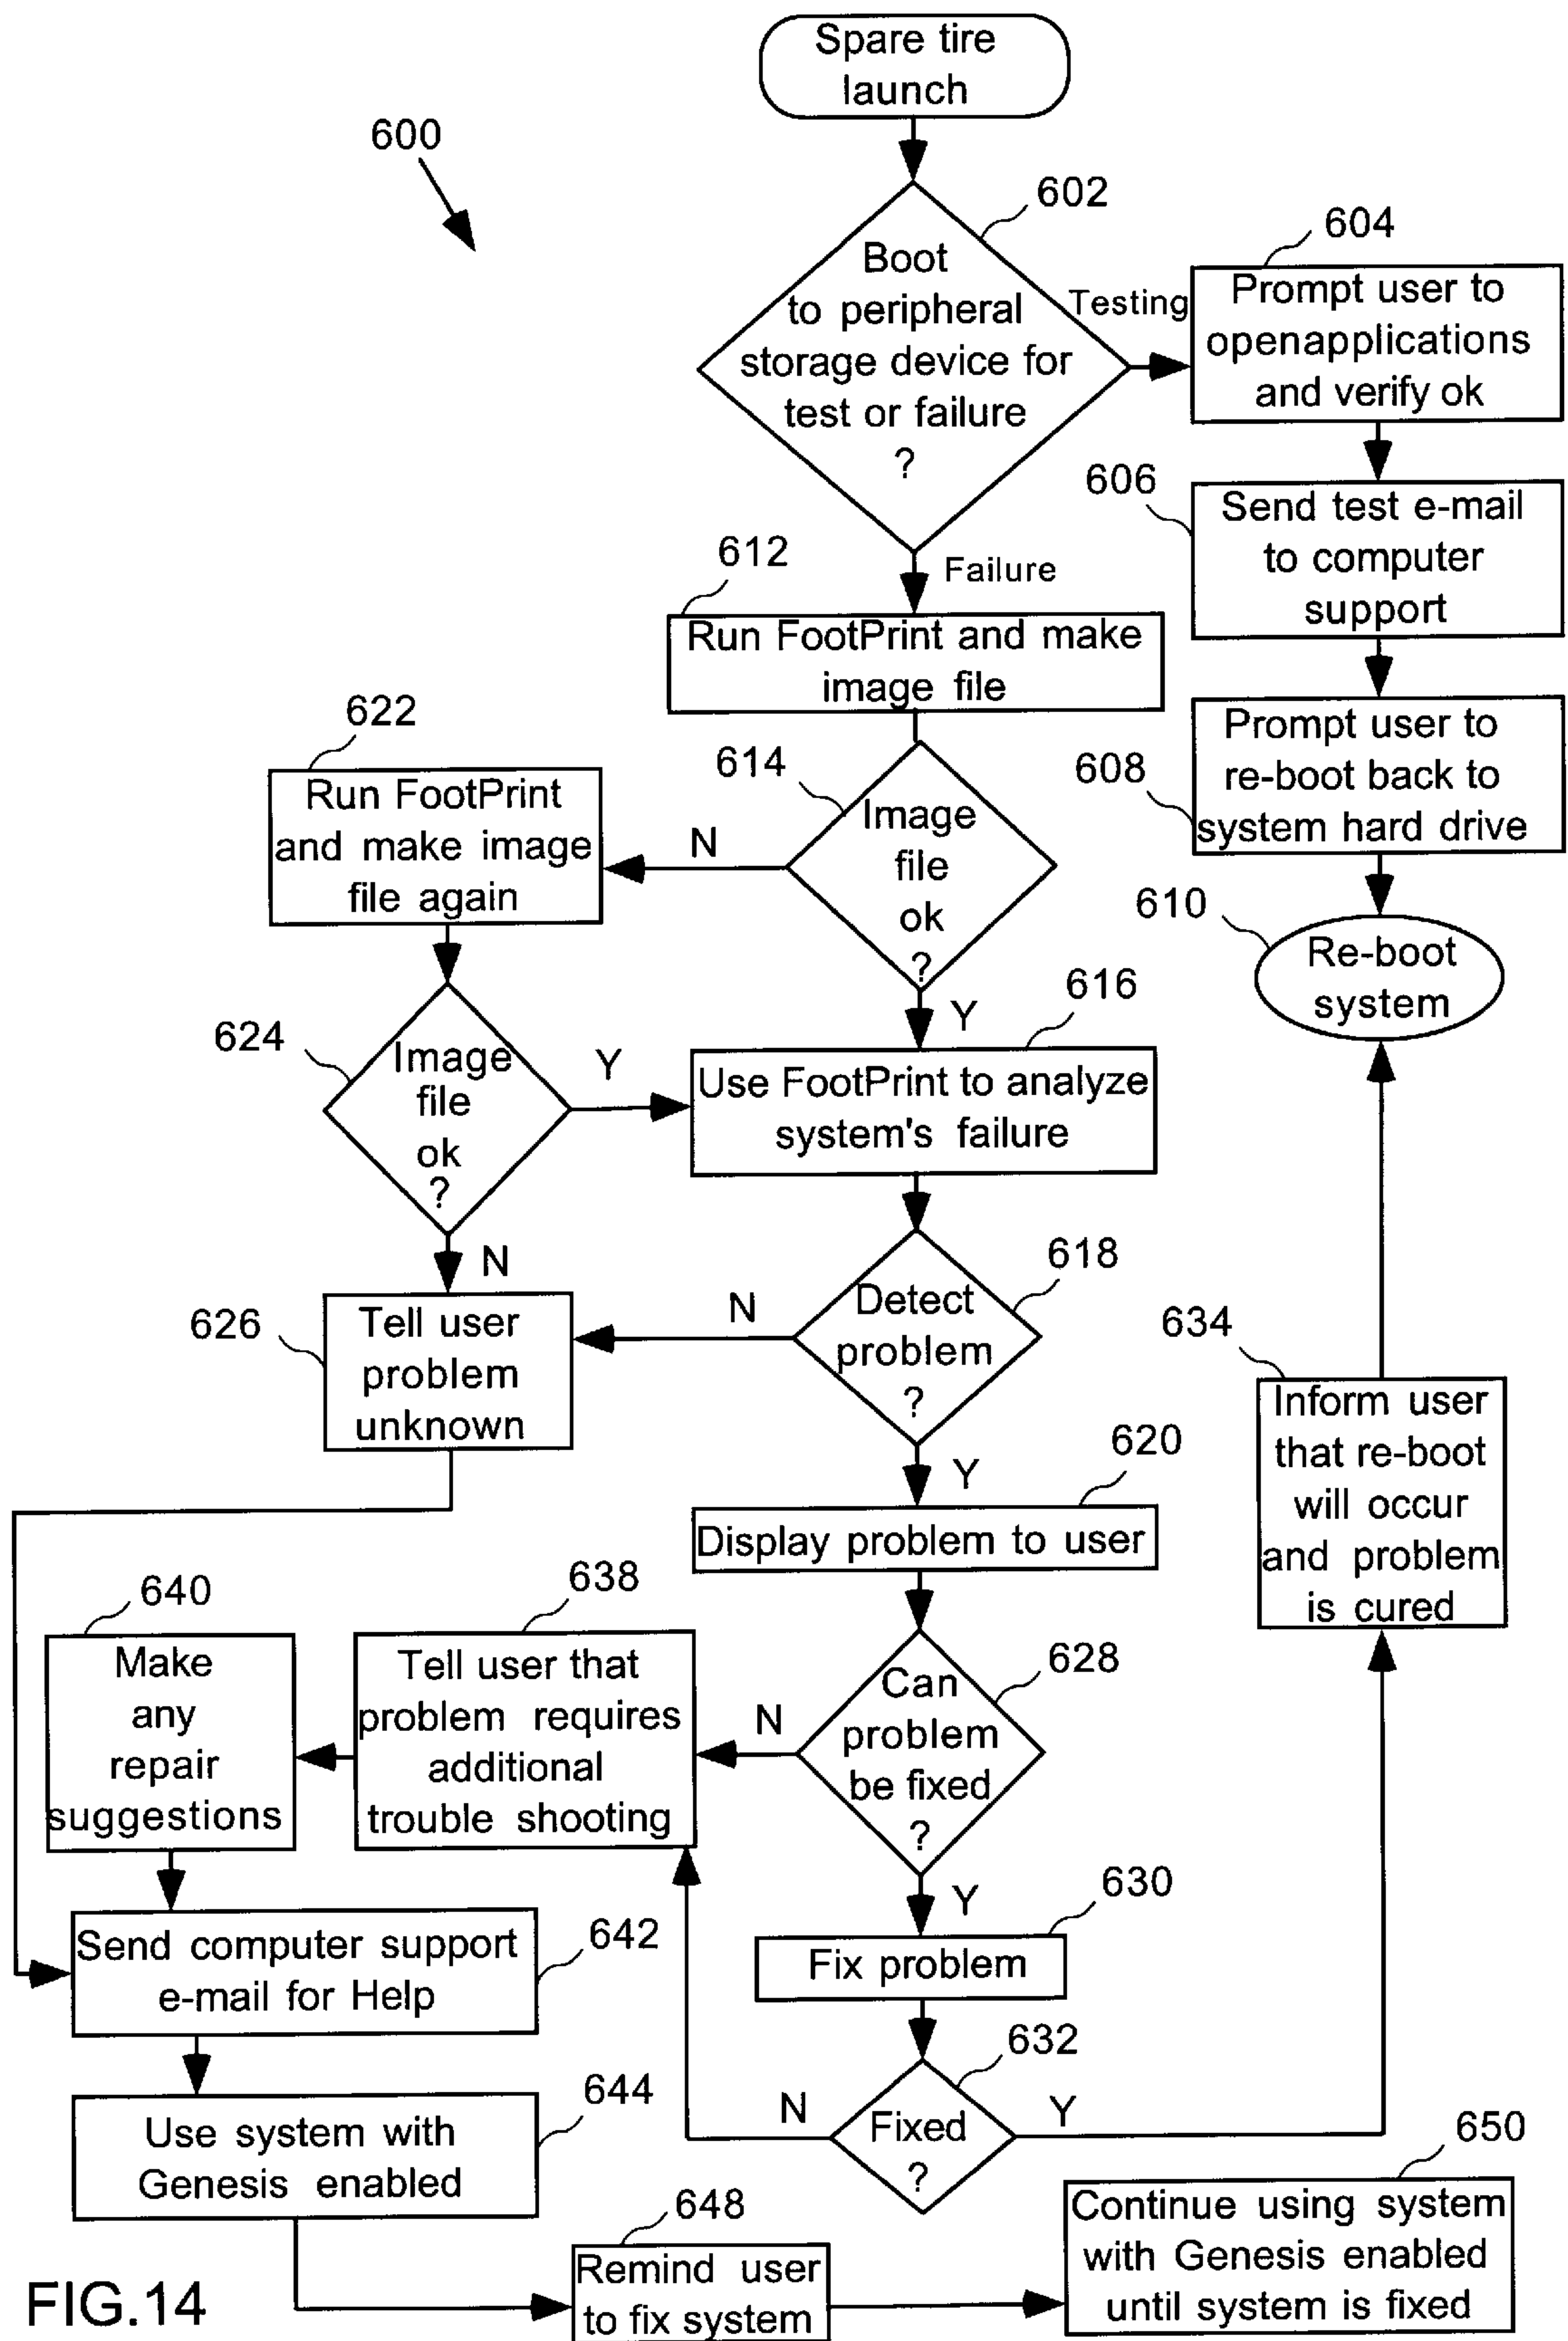 Spare tire
launch
600
602
Boot
to peripheral
storage device for
test or failure
?
Testing
604
Prompt user to
openapplications
and verify ok
606
Send test e-mail
to computer
support
608
Prompt user to
re-boot back to
system hard drive
610
Re-boot
system
Failure
612
Run FootPrint and make
image file
614
Image
file
ok
?
N
622
Run FootPrint
and make image
file again
Y
616
Use FootPrint to analyze
system's failure
624
Image
file
ok
?
Y
N
626
Tell user
problem
unknown
618
Detect
problem
?
N
Y
620
Display problem to user
634
Inform user
that re-boot
will occur
and problem
is cured
628
Can
problem
be fixed
?
N
638
Tell user that
problem requires
additional
trouble shooting
640
Make
any
repair
suggestions
Y
630
Fix problem
642
Send computer support
e-mail for Help
632
Fixed
?
N
Y
644
Use system with
Genesis enabled
648
Remind user
to fix system
650
Continue using system
with Genesis enabled
until system is fixed
FIG.14